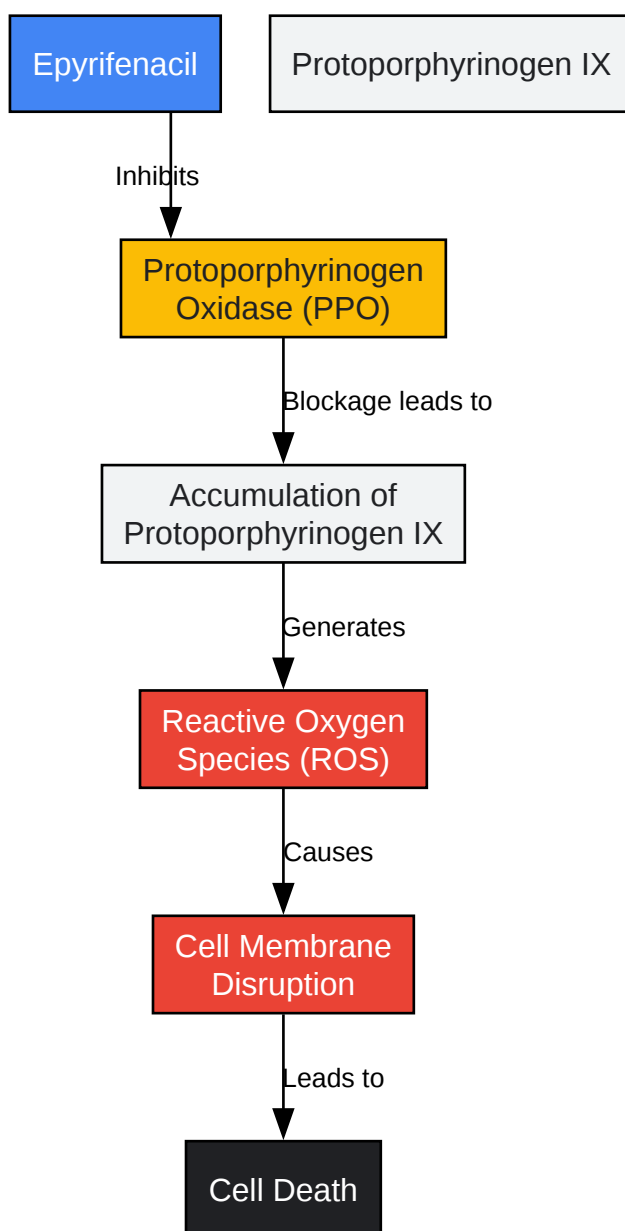 Epyrifenacil
Protoporphyrinogen IX
Inhibits
Protoporphyrinogen
Oxidase (PPO)
Blockage leads to
Accumulation of
Protoporphyrinogen IX
Generates
Reactive Oxygen
Species (ROS)
Causes
Cell Membrane
Disruption
Leads to
Cell Death